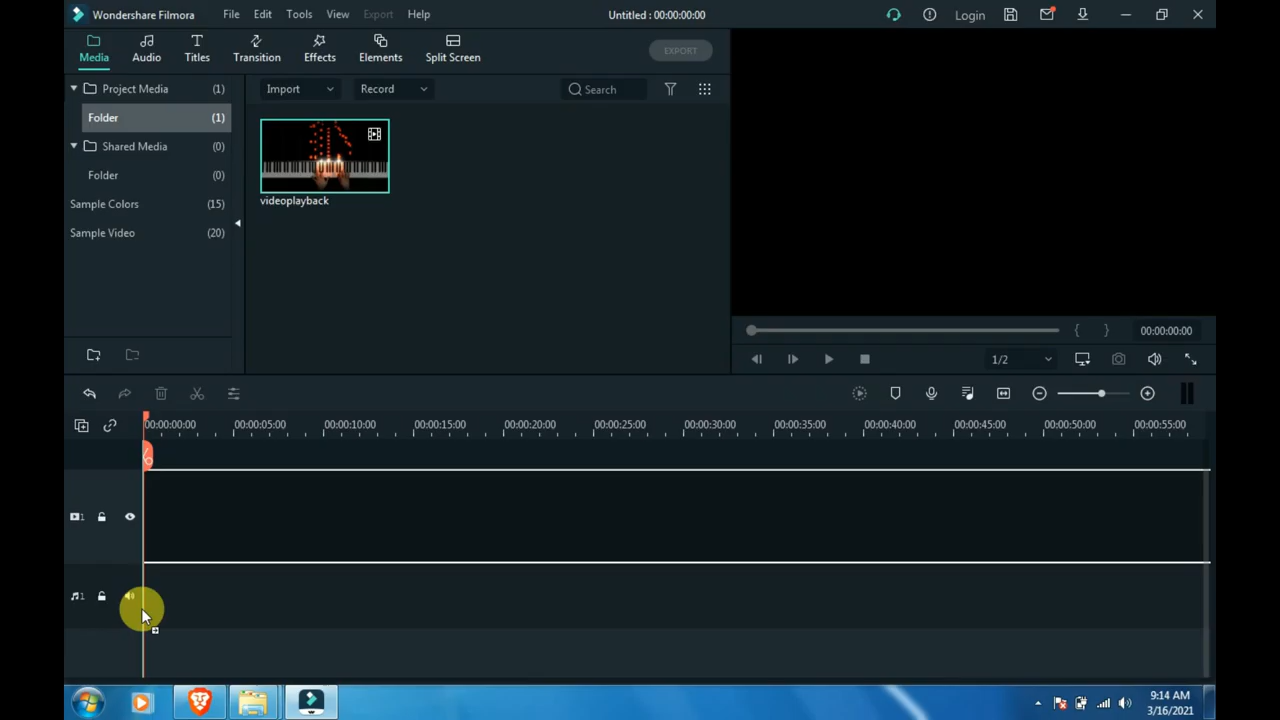 Wondershare Filmora File Edit Tools View Export Help Untitled : 00:00:00:00 Login
Media Audio Titles Transition Effects Elements Split Screen EXPORT
Project Media (1) Import Record Search
Folder (1)
Shared Media (0)
Folder (0)
Sample Colors (15)
Sample Video (20)
videoplayback
{ } 00:00:00:00
1/2
00:00:00:00 00:00:05:00 00:00:10:00 00:00:15:00 00:00:20:00 00:00:25:00 00:00:30:00 00:00:35:00 00:00:40:00 00:00:45:00 00:00:50:00 00:00:55:00
1
1
9:14 AM
3/16/2021